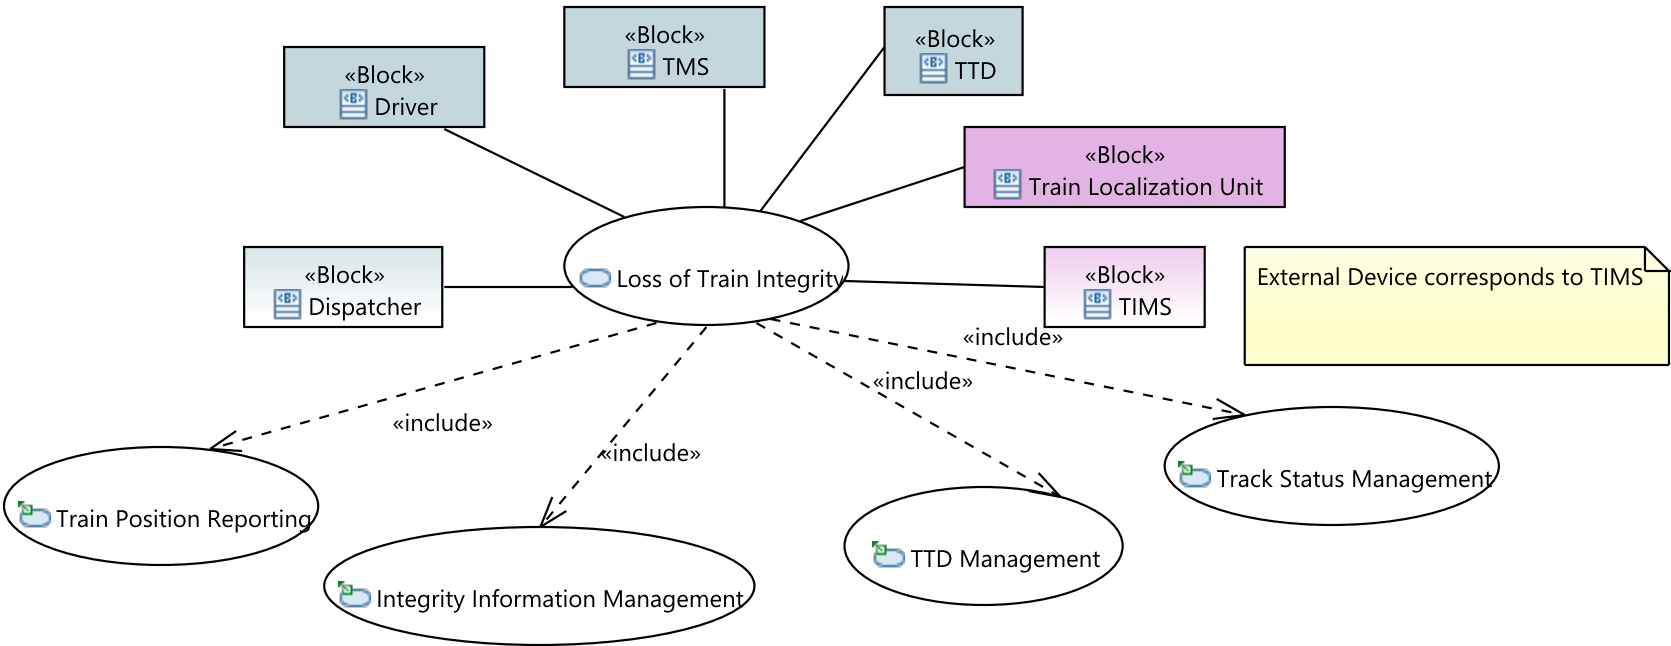 «Block»
TMS
«Block»
TTD
«Block»
Driver
«Block»
Train Localization Unit
«Block»
Dispatcher
Loss of Train Integrity
«Block»
TIMS
External Device corresponds to TIMS
«include»
«include»
«include»
«include»
Train Position Reporting
Integrity Information Management
TTD Management
Track Status Management